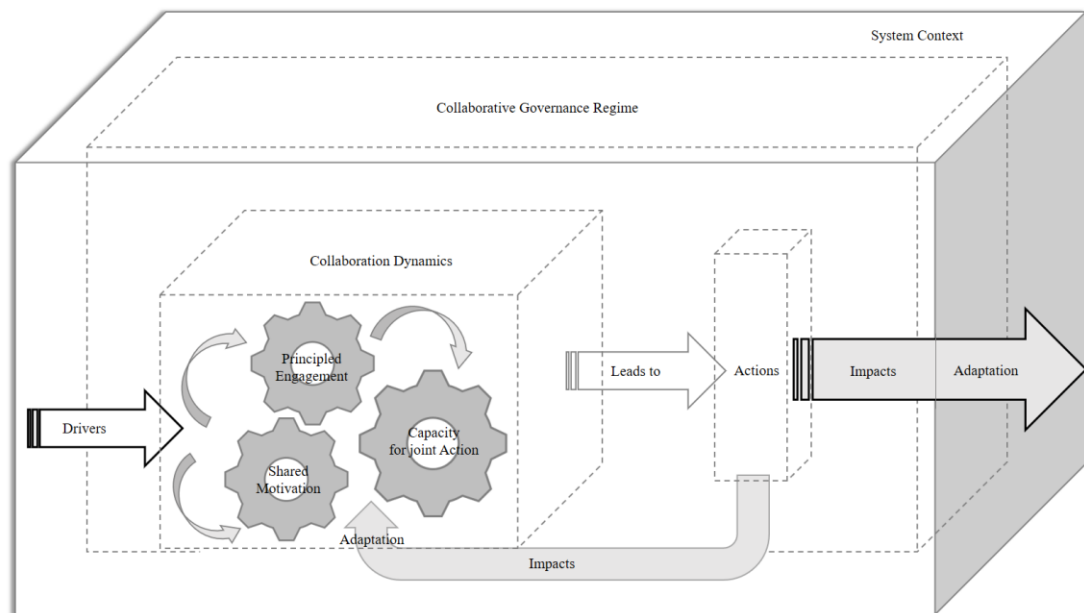 System Context
Collaborative Governance Regime
Collaboration Dynamics
Principled
Engagement
Capacity
for joint Action
Shared
Motivation
Drivers
Leads to
Actions
Impacts
Adaptation
Adaptation
Impacts